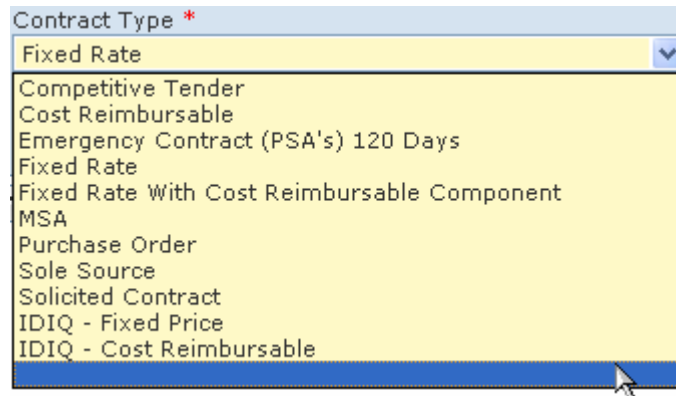 Contract Type *
Fixed Rate
Competitive Tender
Cost Reimbursable
Emergency Contract (PSA's) 120 Days
Fixed Rate
Fixed Rate With Cost Reimbursable Component
MSA
Purchase Order
Sole Source
Solicited Contract
IDIQ - Fixed Price
IDIQ - Cost Reimbursable